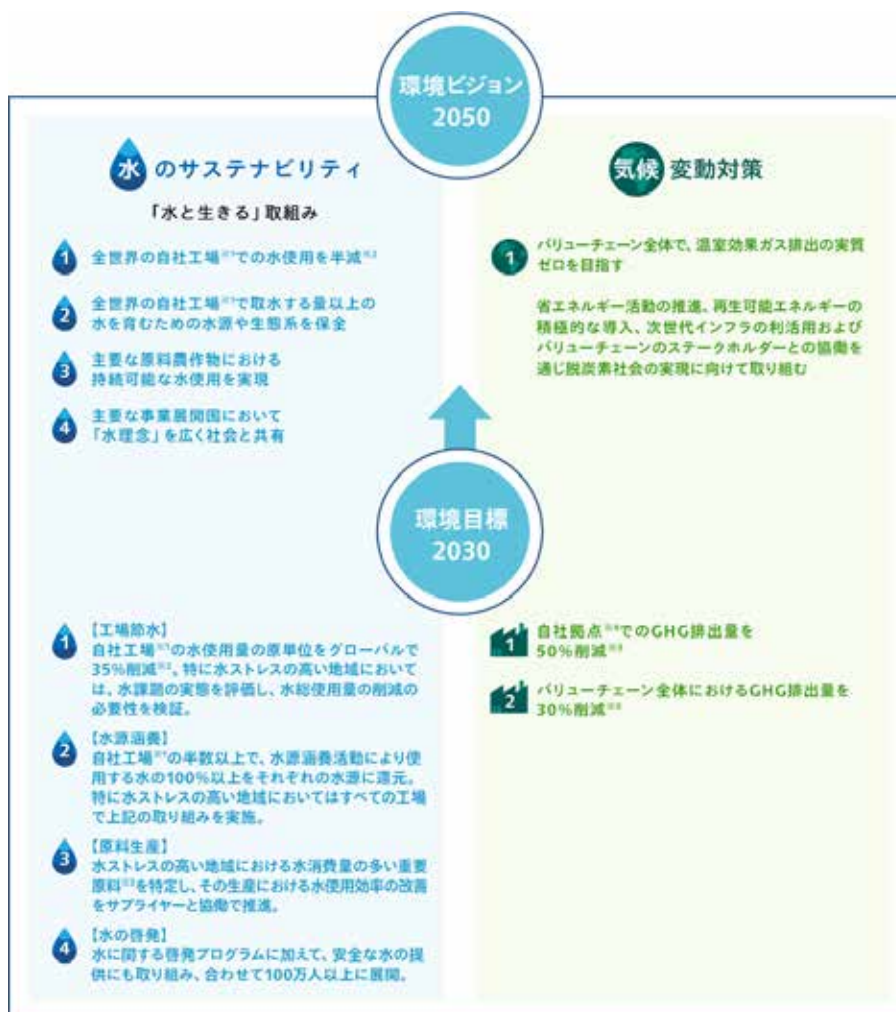 環境ビジョン
2050
水のサステナビリティ
「水と生きる」取組み
1 全世界の自社工場での水使用を半減
2 全世界の自社工場で取水する量以上の
水を育むための水源や生態系を保全
3 主要な原料農作物における
持続可能な水使用を実現
4 主要な事業展開国において
「水理念」を広く社会と共有
気候変動対策
1 バリューチェーン全体で、温室効果ガス排出の実質
ゼロを目指す
省エネルギー活動の推進、再生可能エネルギーの
積極的な導入、次世代インフラの利活用および
バリューチェーンのステークホルダーとの協働を
通じ脱炭素社会の実現に向けて取り組む
環境目標
2030
1 【工場節水】
自社工場の水使用量の原単位をグローバルで
35%削減。特に水ストレスの高い地域において
は、水課題の実態を評価し、水総使用量の削減の
必要性を検証。
2 【水源涵養】
自社工場の半数以上で、水源涵養活動により使
用する水の100%以上をそれぞれの水源に還元。
特に水ストレスの高い地域においてはすべての工場
で上記の取り組みを実施。
3 【原料生産】
水ストレスの高い地域における水消費量の多い重要
原料を特定し、その生産における水使用効率の改善
をサプライヤーと協働で推進。
4 【水の啓発】
水に関する啓発プログラムに加えて、安全な水の提
供にも取り組み、合わせて100万人以上に展開。
1 自社拠点でのGHG排出量を
50%削減
2 バリューチェーン全体におけるGHG排出量を
30%削減